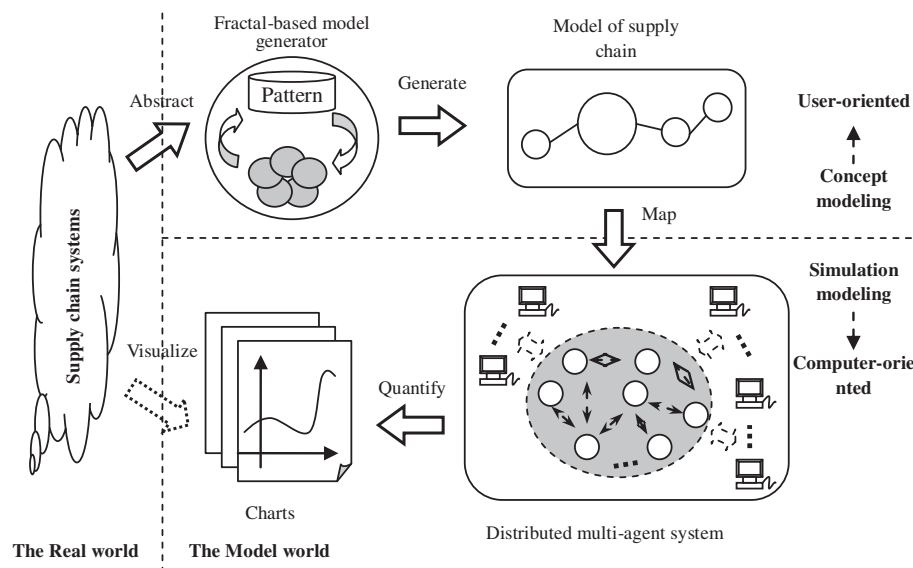 Fractal-based model
generator
Model of supply
chain
Abstract
Pattern
Generate
User-oriented
Concept
modeling
Map
Supply chain systems
Simulation
modeling
Visualize
Computer-orie
nted
Quantify
Charts
Distributed multi-agent system
The Real world
The Model world